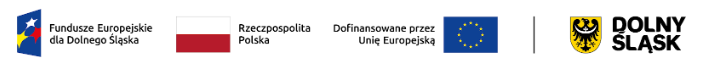 Fundusze Europejskie
dla Dolnego Śląska
Rzeczpospolita
Polska
Dofinansowane przez
Unię Europejską
DOLNY
ŚLĄSK